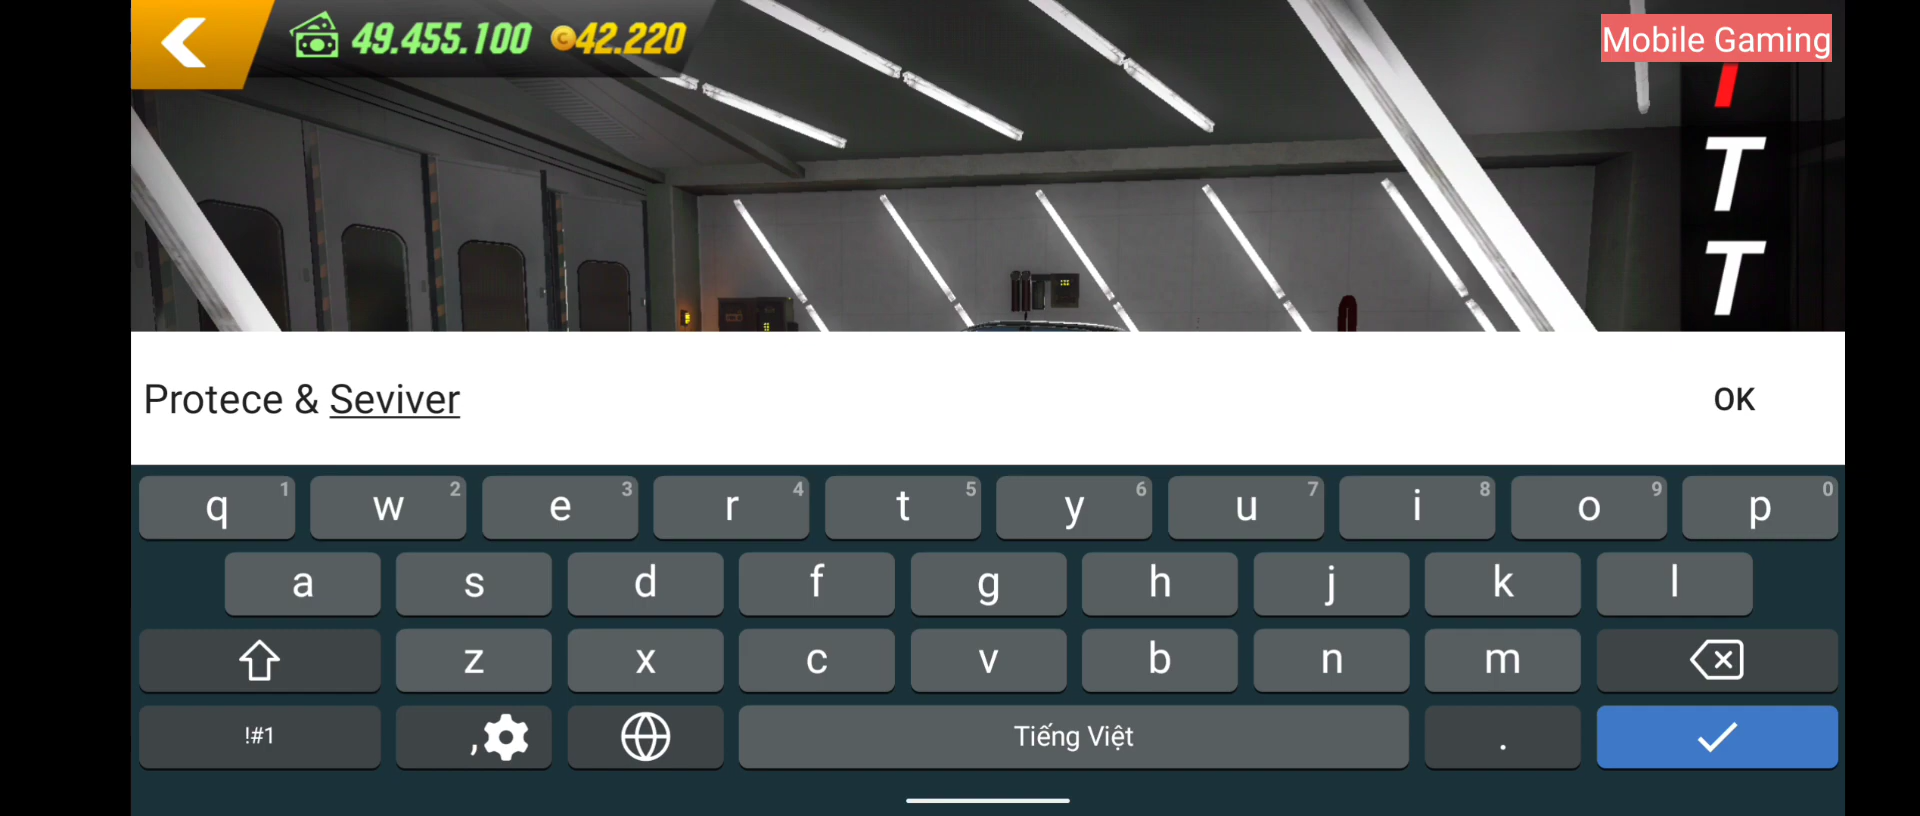 49.455.100 C 42.220
Mobile Gaming
T
T
Protece & Seviver
OK
q 1 w 2 e 3 r 4 t 5 y 6 u 7 i 8 o 9 p 0
a s d f g h j k l
z x c v b n m
!#1 , Tiếng Việt .